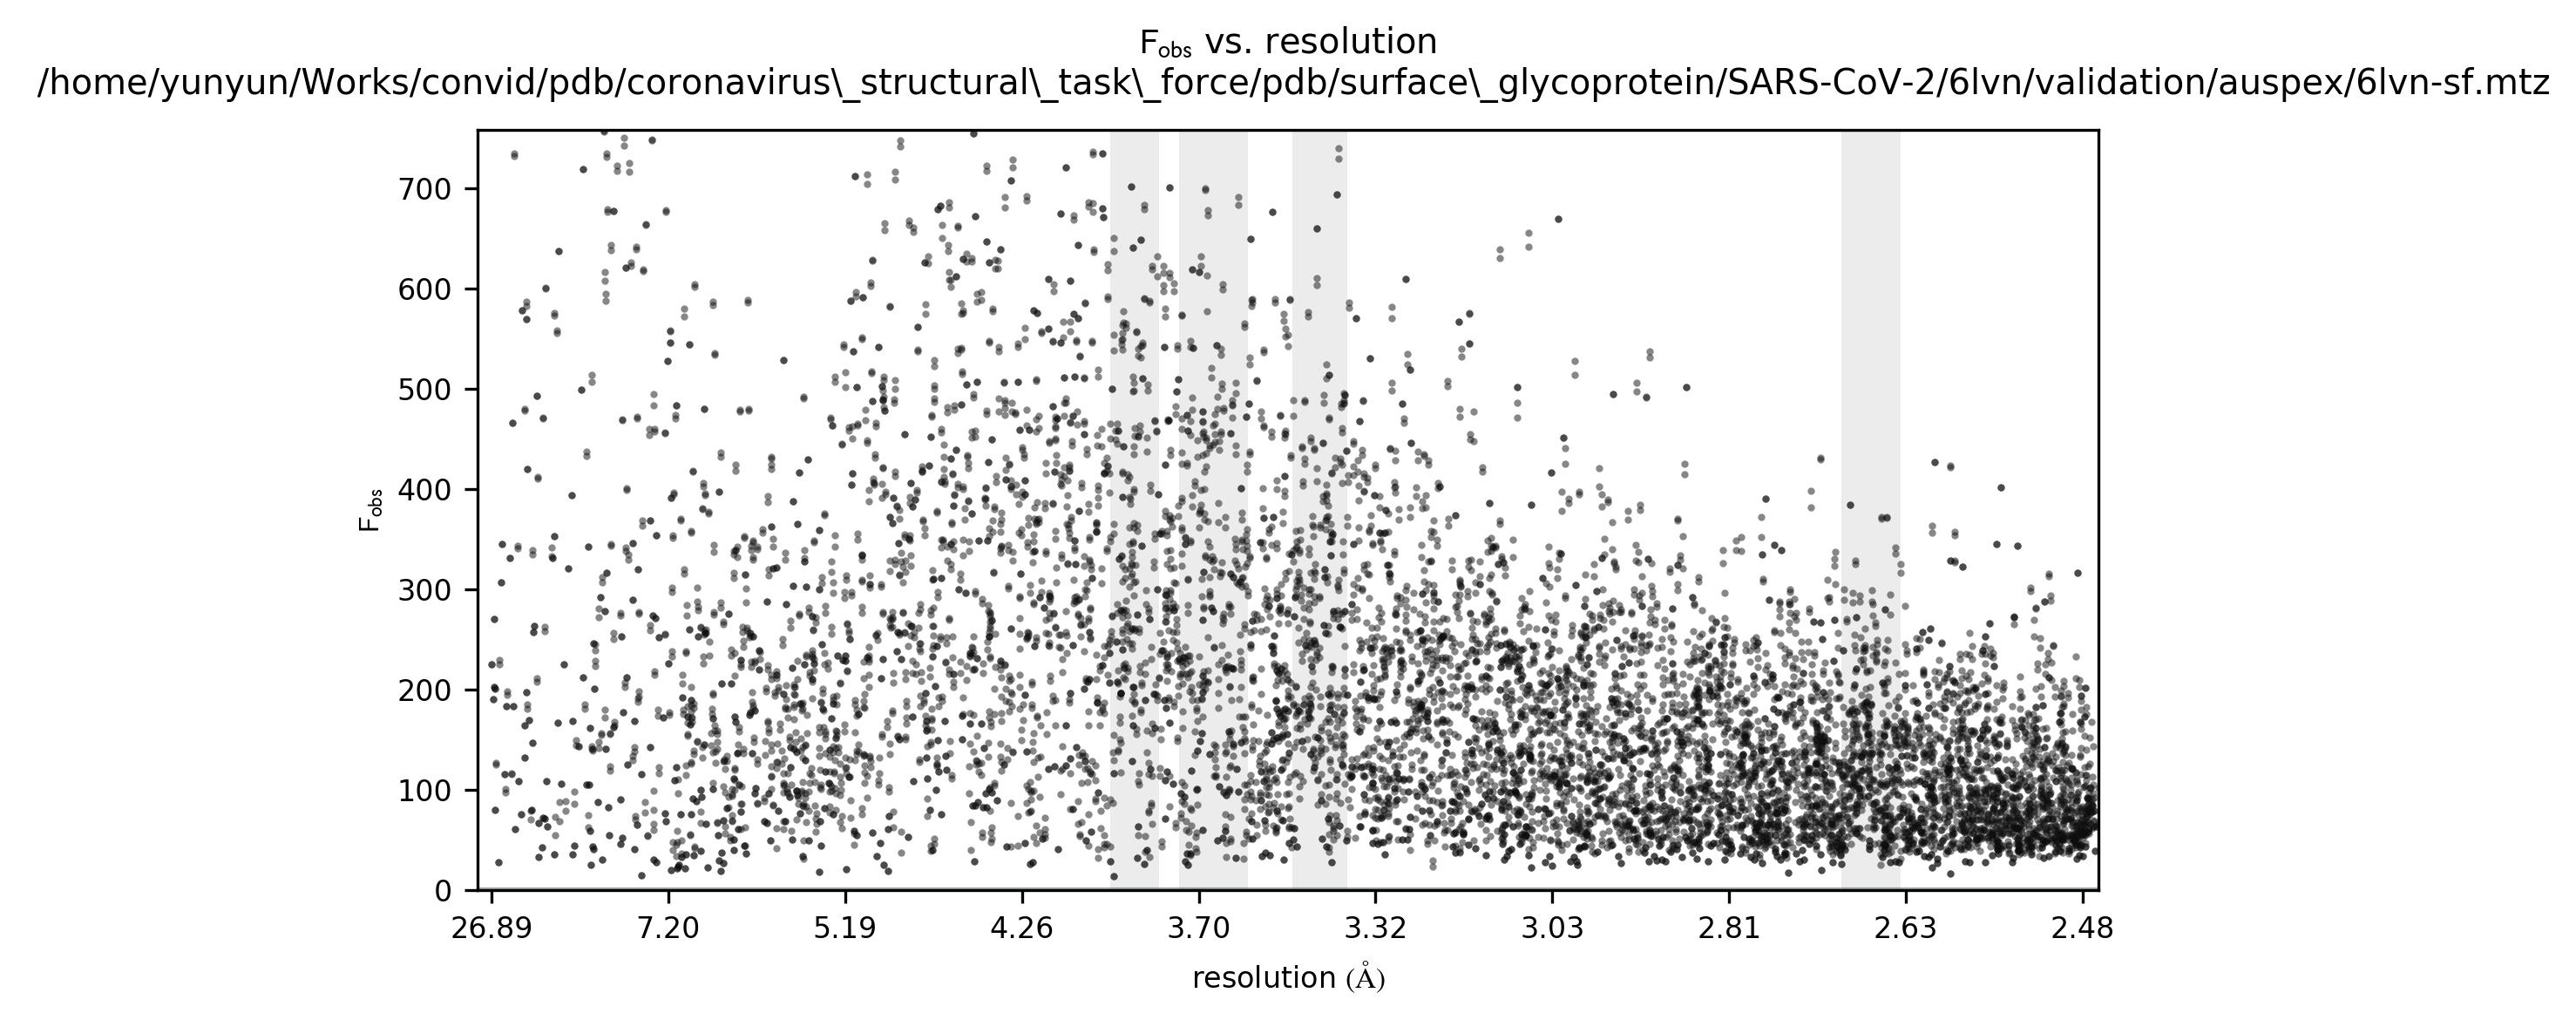 Fobs vs. resolution
/home/yunyun/Works/convid/pdb/coronavirus\_structural\_task\_force/pdb/surface\_glycoprotein/SARS-CoV-2/6lvn/validation/auspex/6lvn-sf.mtz
700
600
500
400
300
200
100
0
Fobs
26.89 7.20 5.19 4.26 3.70 3.32 3.03 2.81 2.63 2.48
resolution (Å)